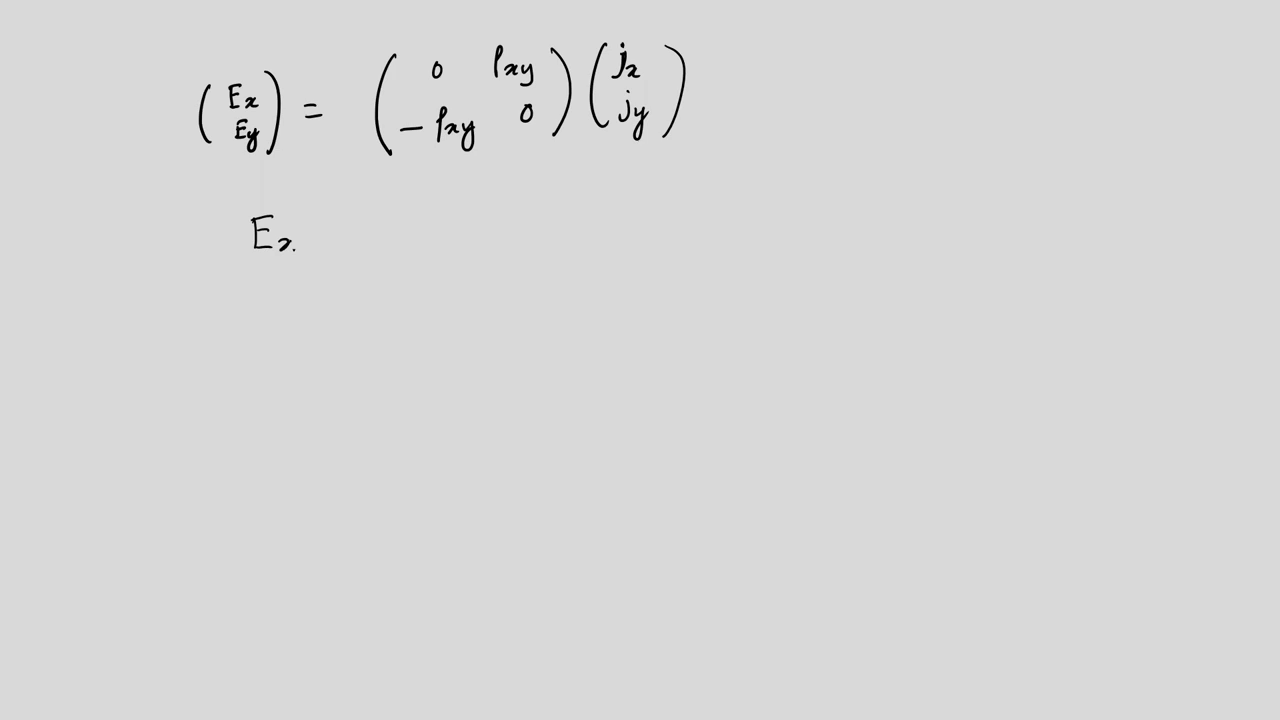 (Ex Ey) = (0 ρxy -ρxy 0)(jx jy)
Ex